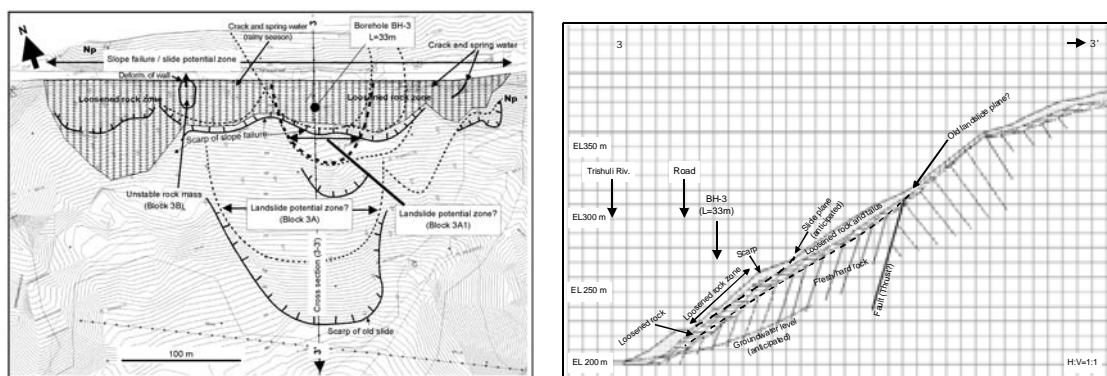 N
Crack and spring water
(rainy season)
3
Borehole BH-3
L=33m
Crack and spring water
Np
Slope failure / slide potential zone
Deform of wall
Loosened rock zone
Loosened rock zone
Np
Scarp of slope failure
Unstable rock mass
(Block 3B)
Landslide potential zone?
(Block 3A)
Landslide potential zone?
(Block 3A1)
Cross section (3-3')
Scarp of old slide
100 m
3'
3
3'
Old landslide plane?
EL350 m
Trishuli Riv.
Road
BH-3
(L=33m)
EL300 m
Slide plane
(anticipated)
Loosened rock and talus
Scarp
Fresh/hard rock
Loosened rock zone
EL 250 m
Fault (Thrust?)
Loosened rock
Groundwater level
(anticipated)
EL 200 m
H:V=1:1